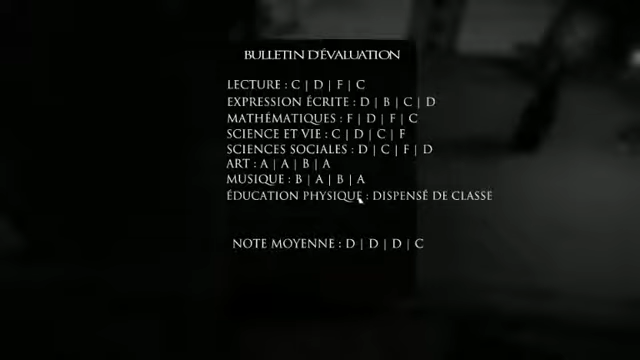 BULLETIN D'ÉVALUATION
LECTURE : C | D | F | C
EXPRESSION ÉCRITE : D | B | C | D
MATHÉMATIQUES : F | D | F | C
SCIENCE ET VIE : C | D | C | F
SCIENCES SOCIALES : D | C | F | D
ART : A | A | B | A
MUSIQUE : B | A | B | A
ÉDUCATION PHYSIQUE : DISPENSÉ DE CLASSE
NOTE MOYENNE : D | D | D | C